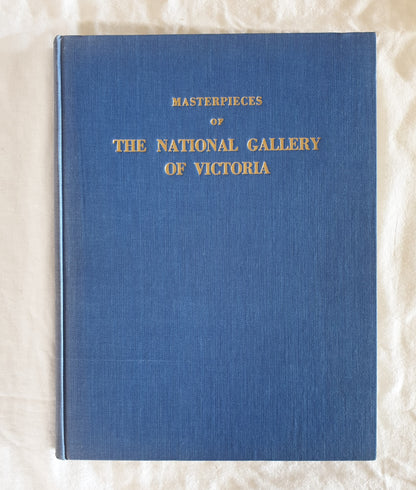 MASTERPIECES
OF
THE NATIONAL GALLERY
OF VICTORIA